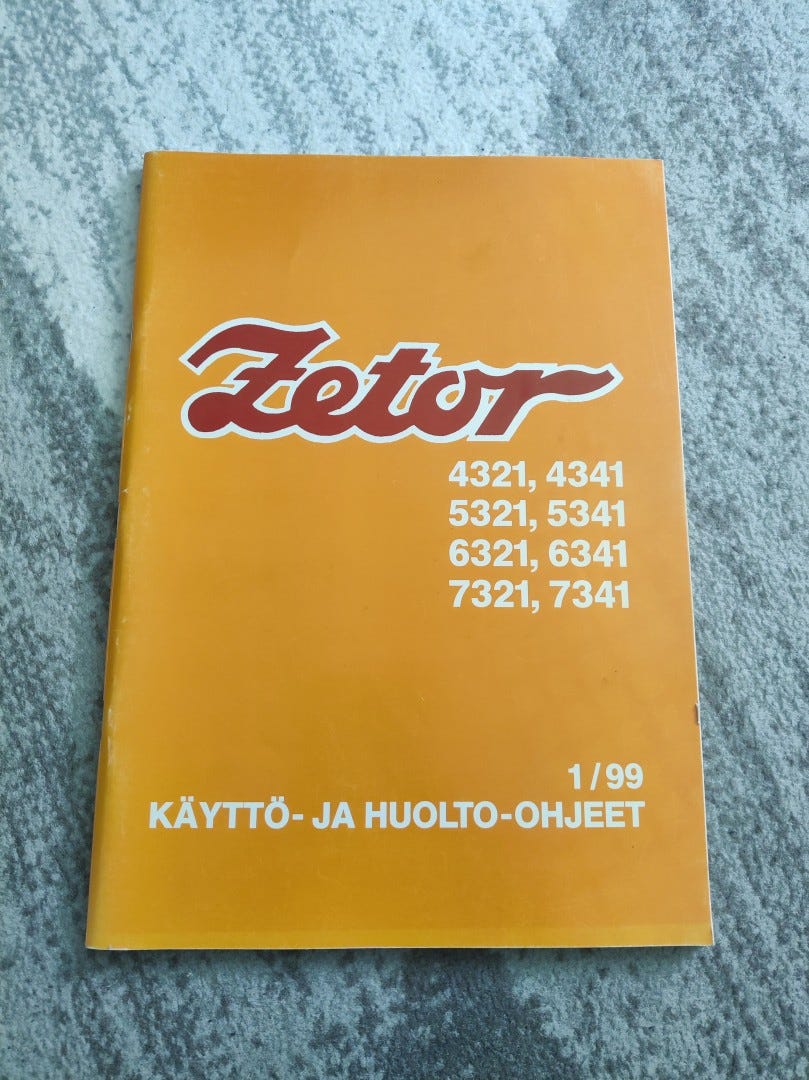 Zetor
4321, 4341
5321, 5341
6321, 6341
7321, 7341
1/99
KÄYTTÖ- JA HUOLTO-OHJEET